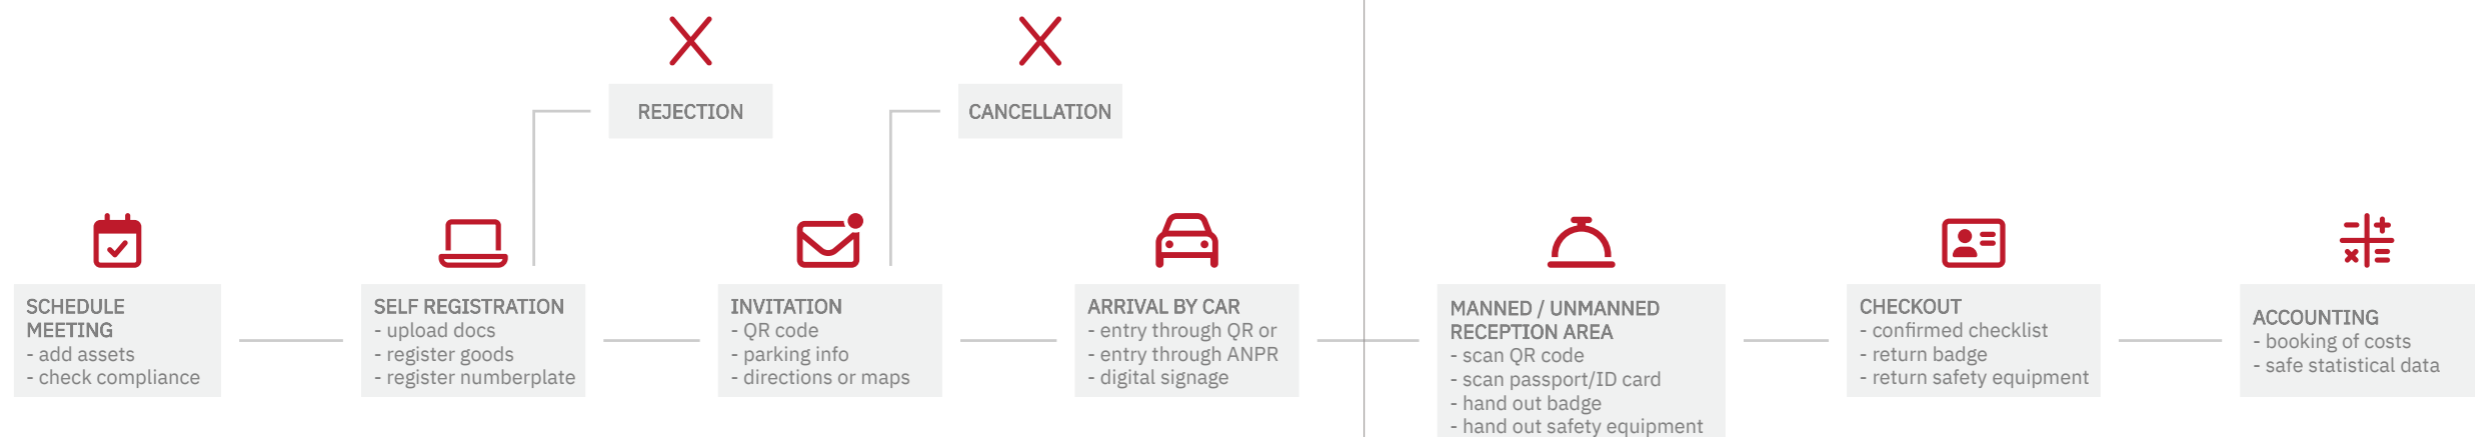 REJECTION
CANCELLATION
SCHEDULE
MEETING
- add assets
- check compliance
SELF REGISTRATION
- upload docs
- register goods
- register numberplate
INVITATION
- QR code
- parking info
- directions or maps
ARRIVAL BY CAR
- entry through QR or
- entry through ANPR
- digital signage
MANNED / UNMANNED
RECEPTION AREA
- scan QR code
- scan passport/ID card
- hand out badge
- hand out safety equipment
CHECKOUT
- confirmed checklist
- return badge
- return safety equipment
ACCOUNTING
- booking of costs
- safe statistical data